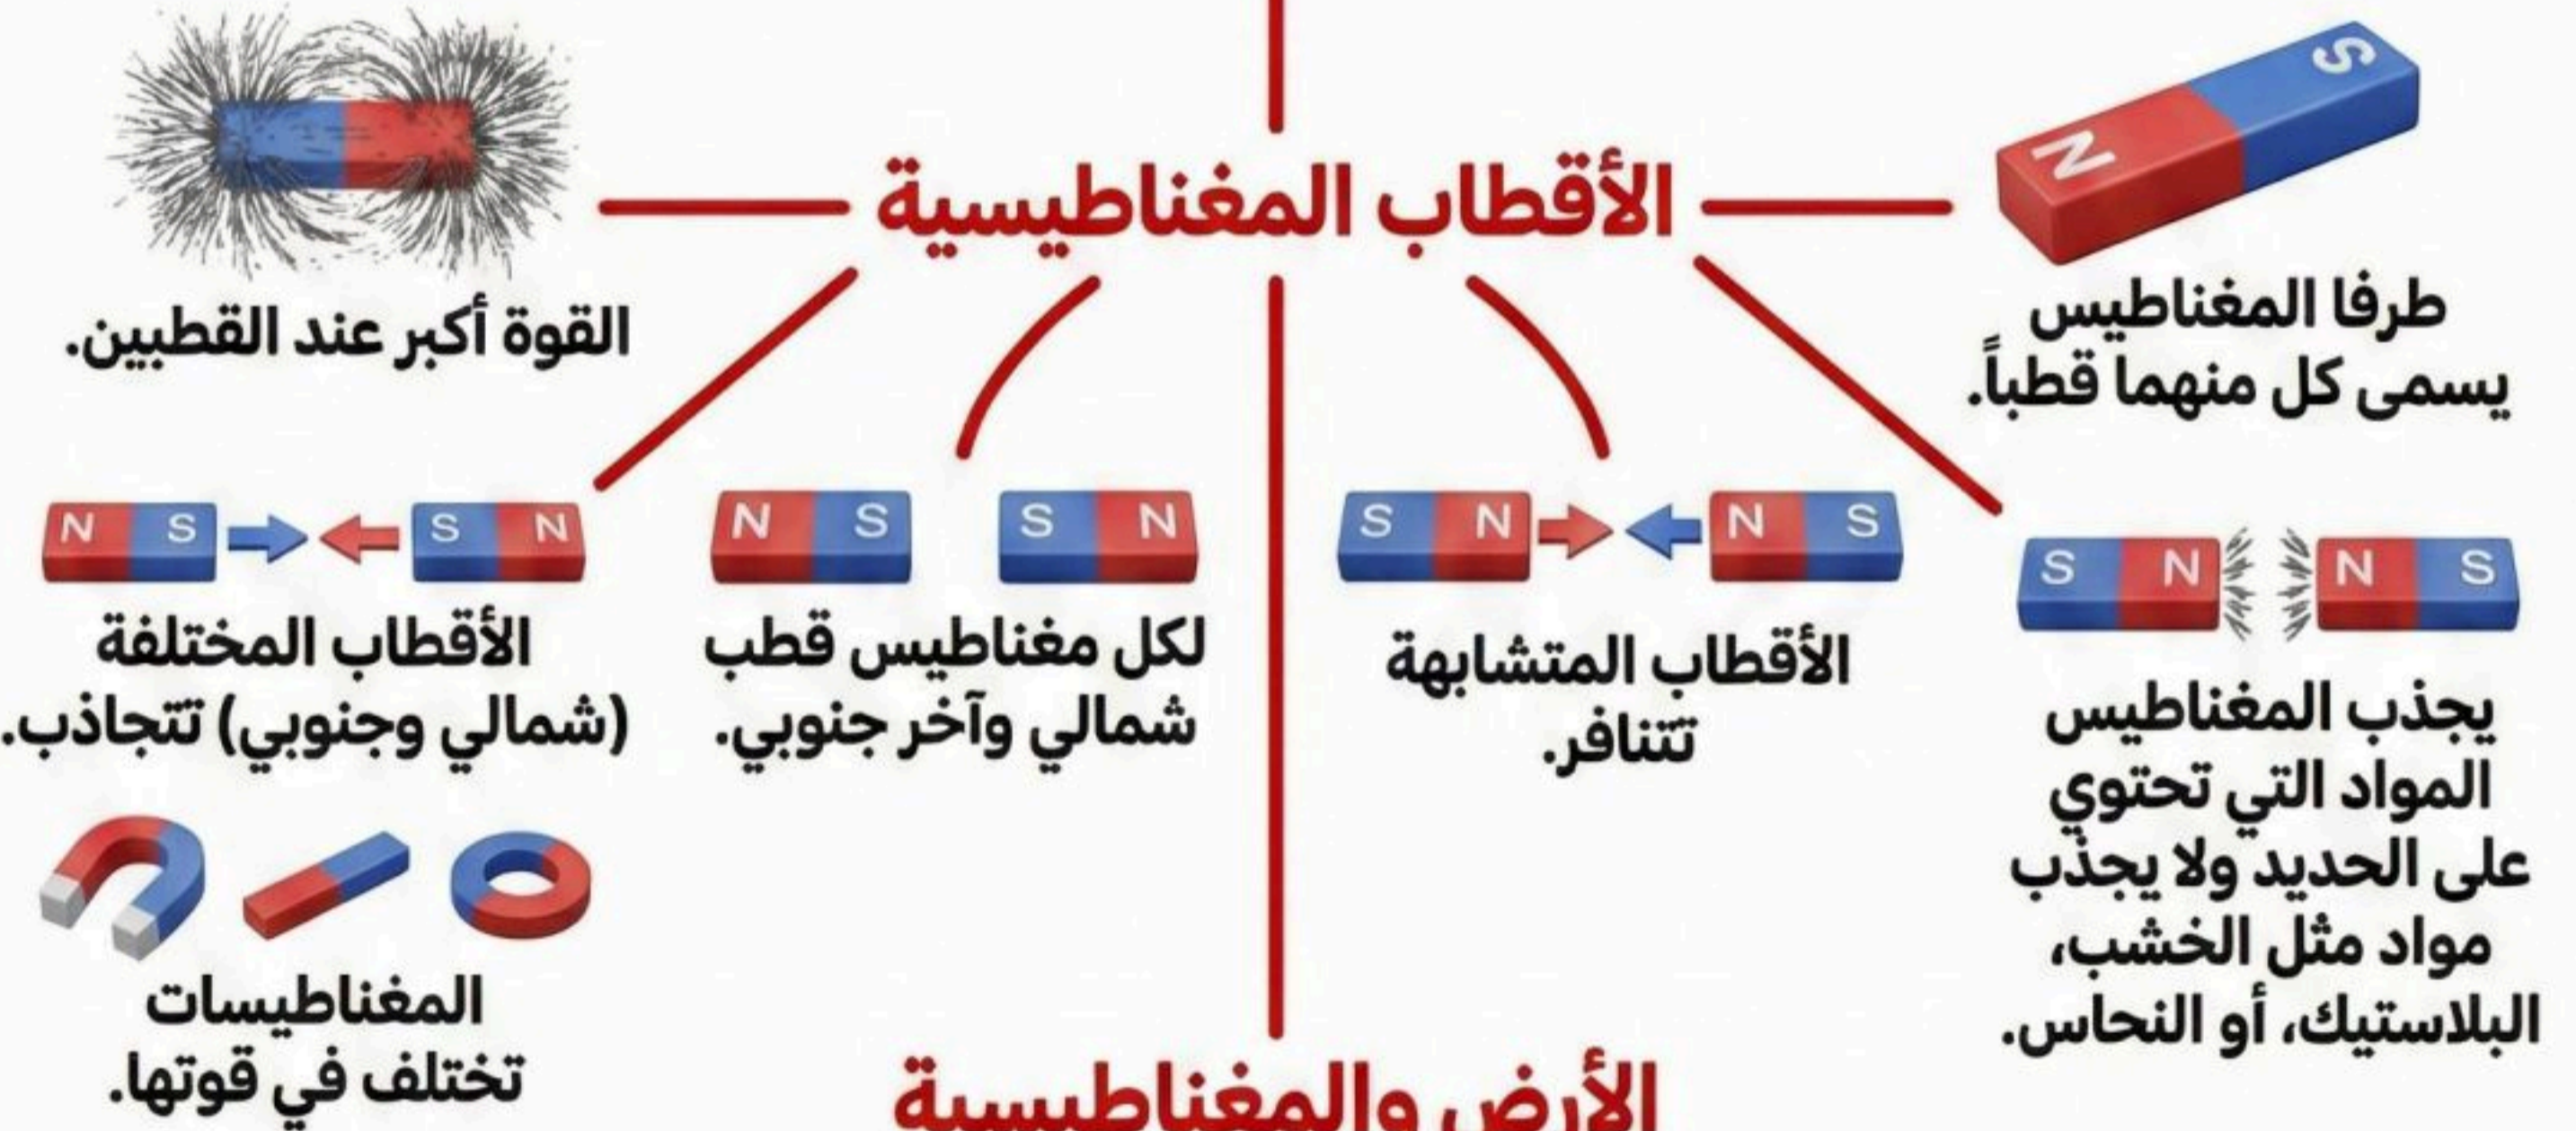 الأقطاب المغناطيسية
S
N
طرفا المغناطيس
يسمى كل منهما قطباً.
القوة أكبر عند القطبين.
S N N S
يجذب المغناطيس
المواد التي تحتوي
على الحديد ولا يجذب
مواد مثل الخشب،
البلاستيك، أو النحاس.
S N N S
الأقطاب المتشابهة
تتنافر.
N S S N
لكل مغناطيس قطب
شمالي وآخر جنوبي.
N S S N
الأقطاب المختلفة
(شمالي وجنوبي) تتجاذب.
المغناطيسات
تختلف في قوتها.
الأرض والمغناطيسية